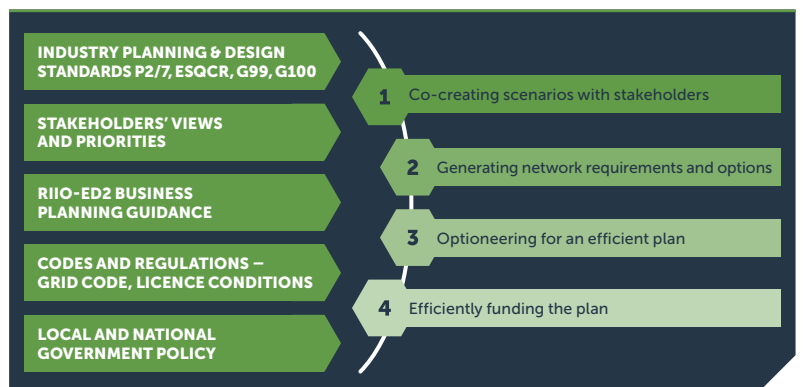 INDUSTRY PLANNING & DESIGN
STANDARDS P2/7, ESQCR, G99, G100
STAKEHOLDERS' VIEWS
AND PRIORITIES
RIIO-ED2 BUSINESS
PLANNING GUIDANCE
CODES AND REGULATIONS –
GRID CODE, LICENCE CONDITIONS
LOCAL AND NATIONAL
GOVERNMENT POLICY
1 Co-creating scenarios with stakeholders
2 Generating network requirements and options
3 Optioneering for an efficient plan
4 Efficiently funding the plan